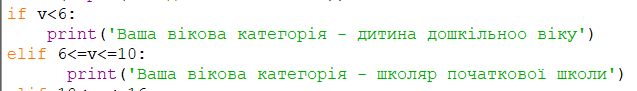 if v<6:
print('Ваша вікова категорія – дитина дошкільноо віку')
elif 6<=v<=10:
print('Ваша вікова категорія – школяр початкової школи')